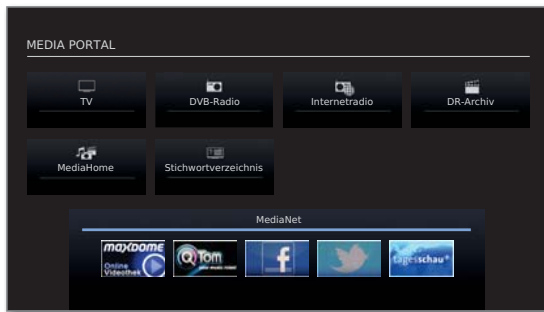 MEDIA PORTAL
TV DVB-Radio Internetradio DR-Archiv
MediaHome Stichwortverzeichnis
MediaNet
maxdome
Online
Videothek
QTom
f
tagesschau